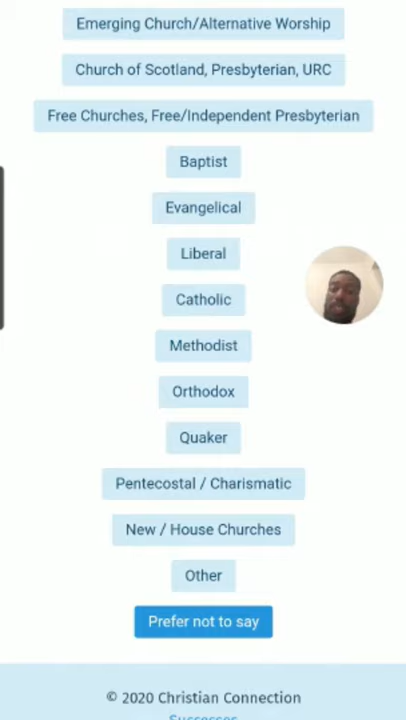 Emerging Church/Alternative Worship
Church of Scotland, Presbyterian, URC
Free Churches, Free/Independent Presbyterian
Baptist
Evangelical
Liberal
Catholic
Methodist
Orthodox
Quaker
Pentecostal / Charismatic
New / House Churches
Other
Prefer not to say
© 2020 Christian Connection
Successes